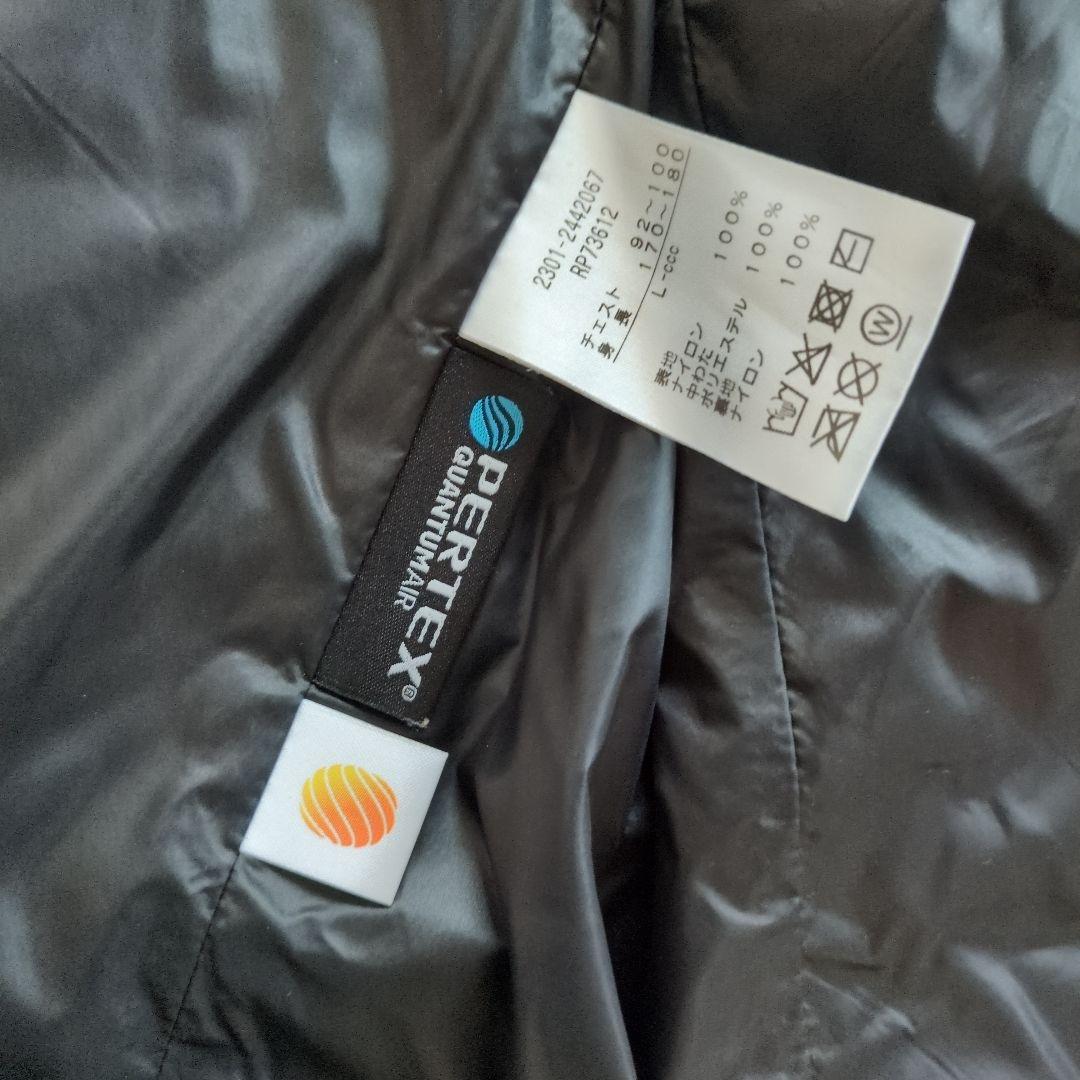 2301-2442067
RP73612
チェスト 92~100
身 長 170~180
L-ccc
表地
ナイロン 100%
中わた
ポリエステル 100%
裏地
ナイロン 100%
W
PERTEX®
QUANTUMAIR